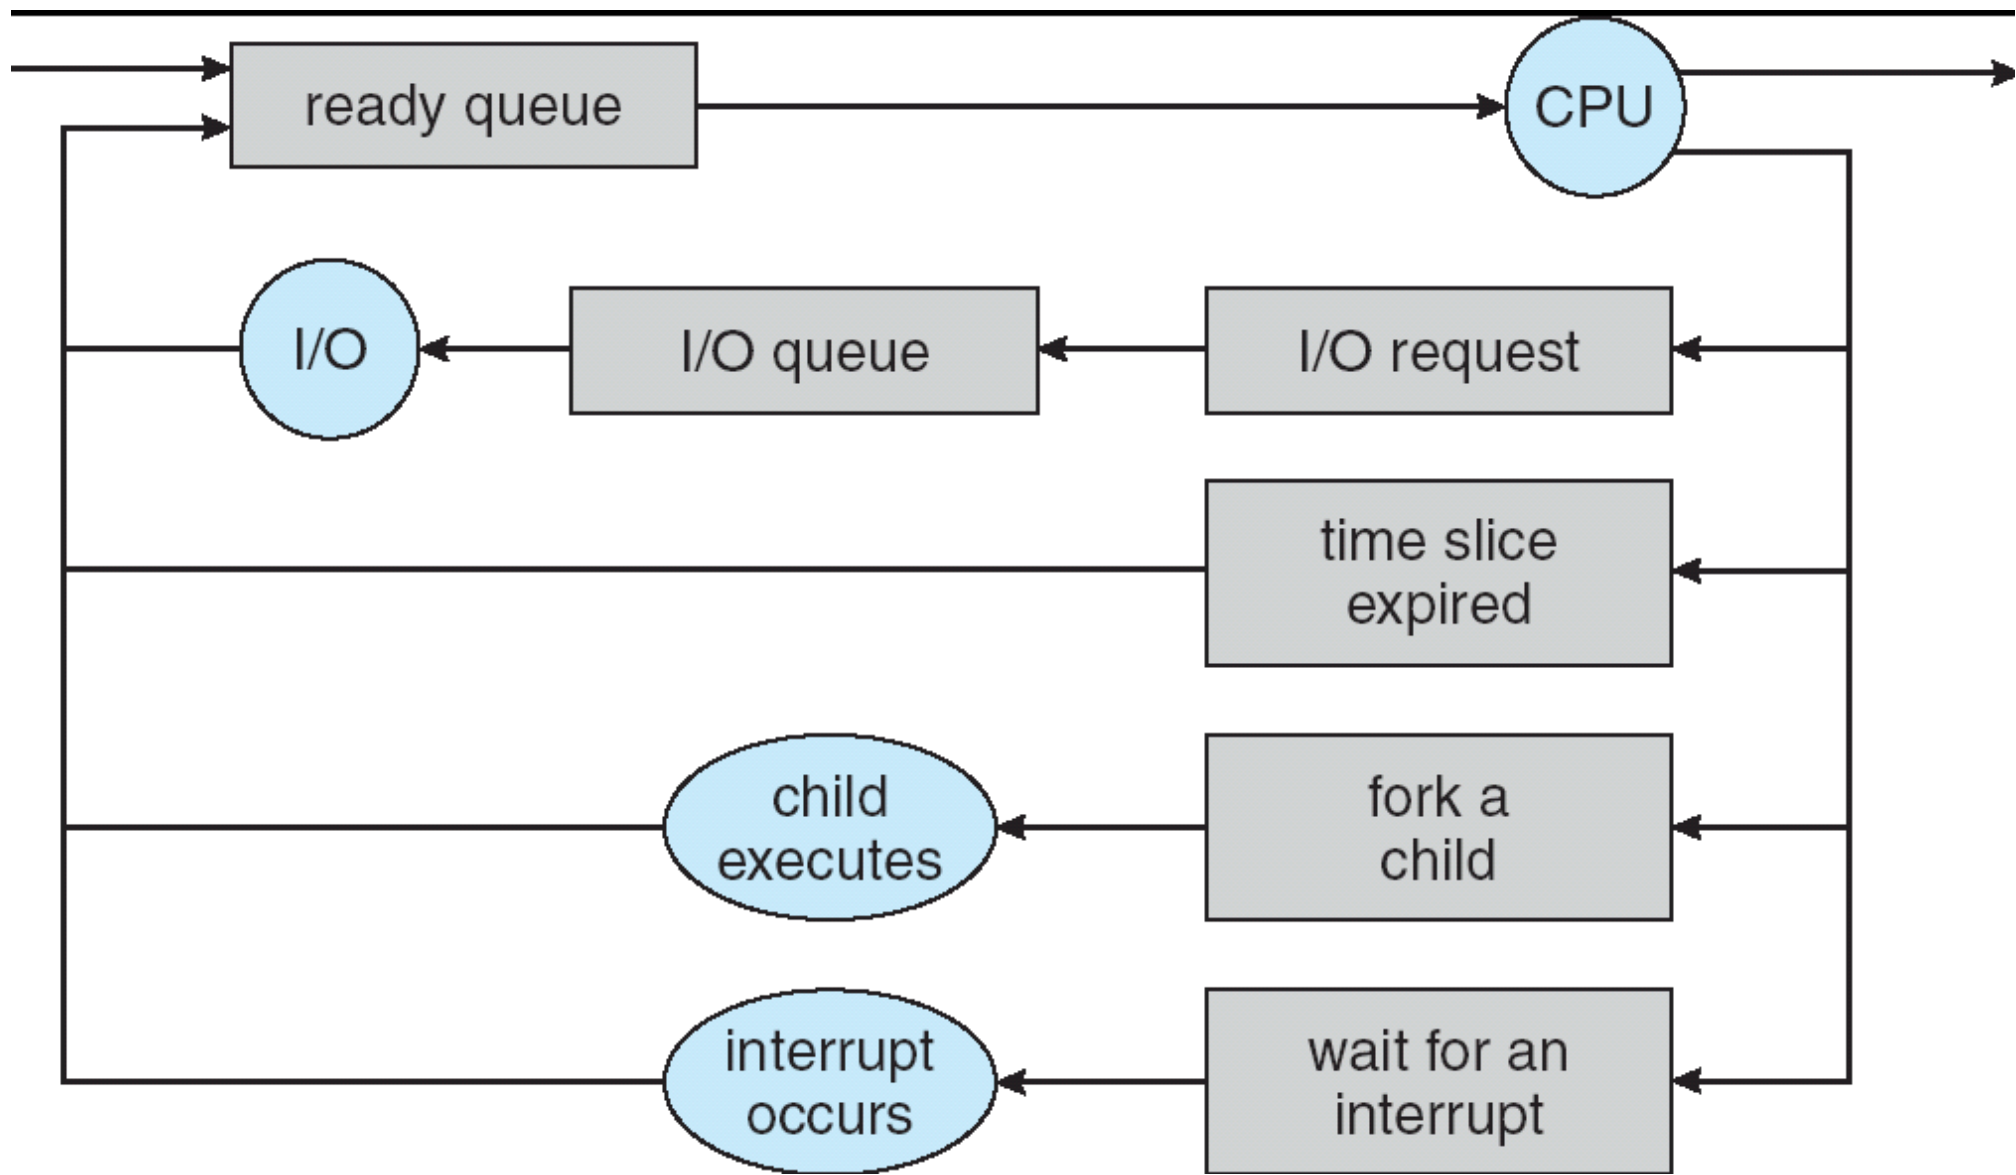 ready queue
CPU
I/O
I/O queue
I/O request
time slice
expired
child
executes
fork a
child
interrupt
occurs
wait for an
interrupt